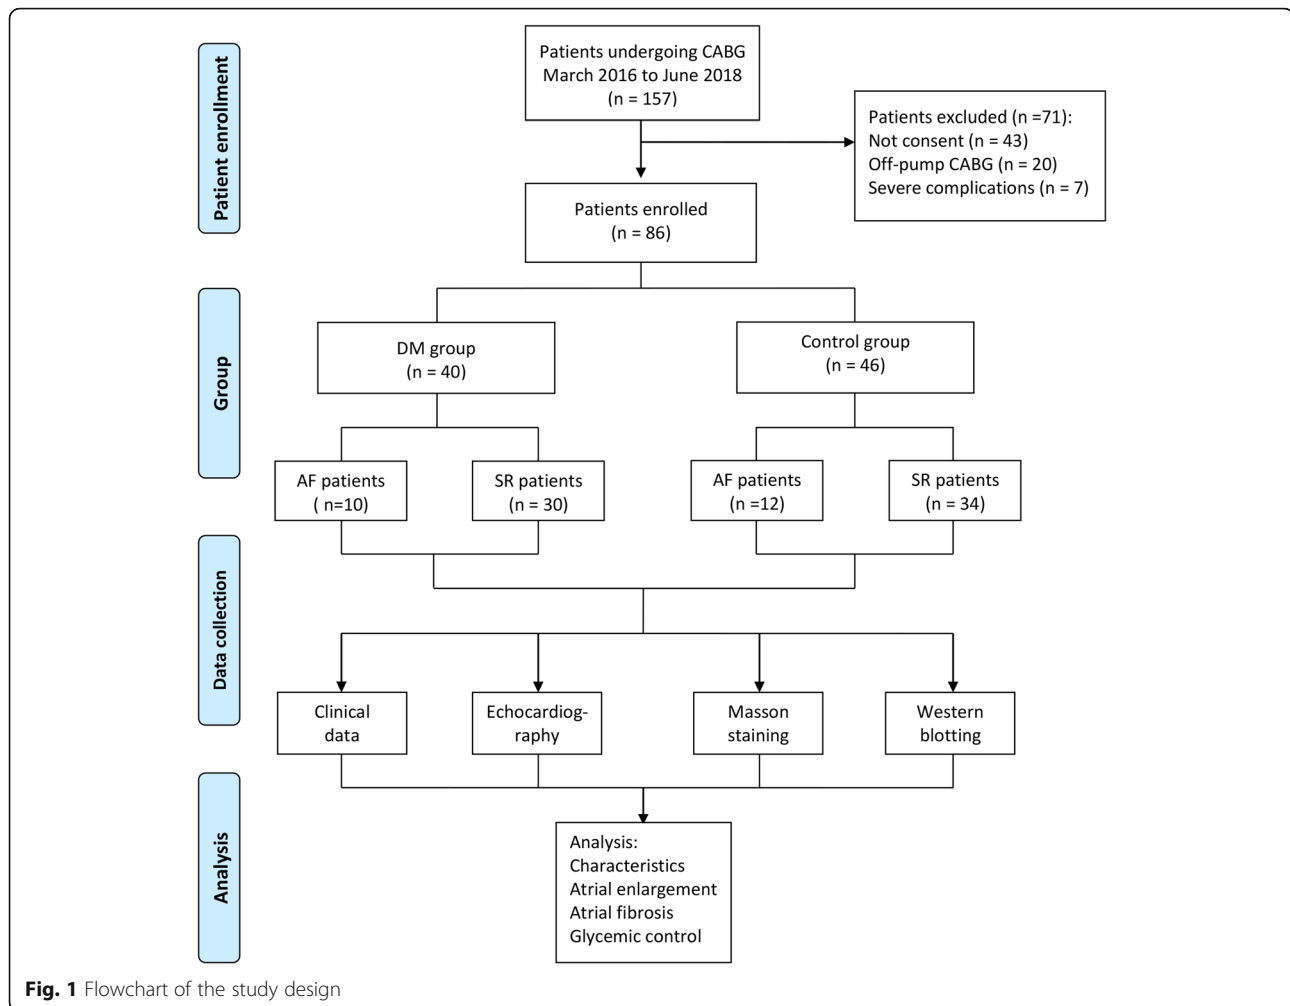 Patient enrollment
Patients undergoing CABG
March 2016 to June 2018
(n = 157)
Patients excluded (n =71):
Not consent (n = 43)
Off-pump CABG (n = 20)
Severe complications (n = 7)
Patients enrolled
(n = 86)
Group
DM group
(n = 40)
Control group
(n = 46)
AF patients
( n=10)
SR patients
(n = 30)
AF patients
(n =12)
SR patients
(n = 34)
Data collection
Clinical
data
Echocardiog-
raphy
Masson
staining
Western
blotting
Analysis
Analysis:
Characteristics
Atrial enlargement
Atrial fibrosis
Glycemic control
Fig. 1 Flowchart of the study design